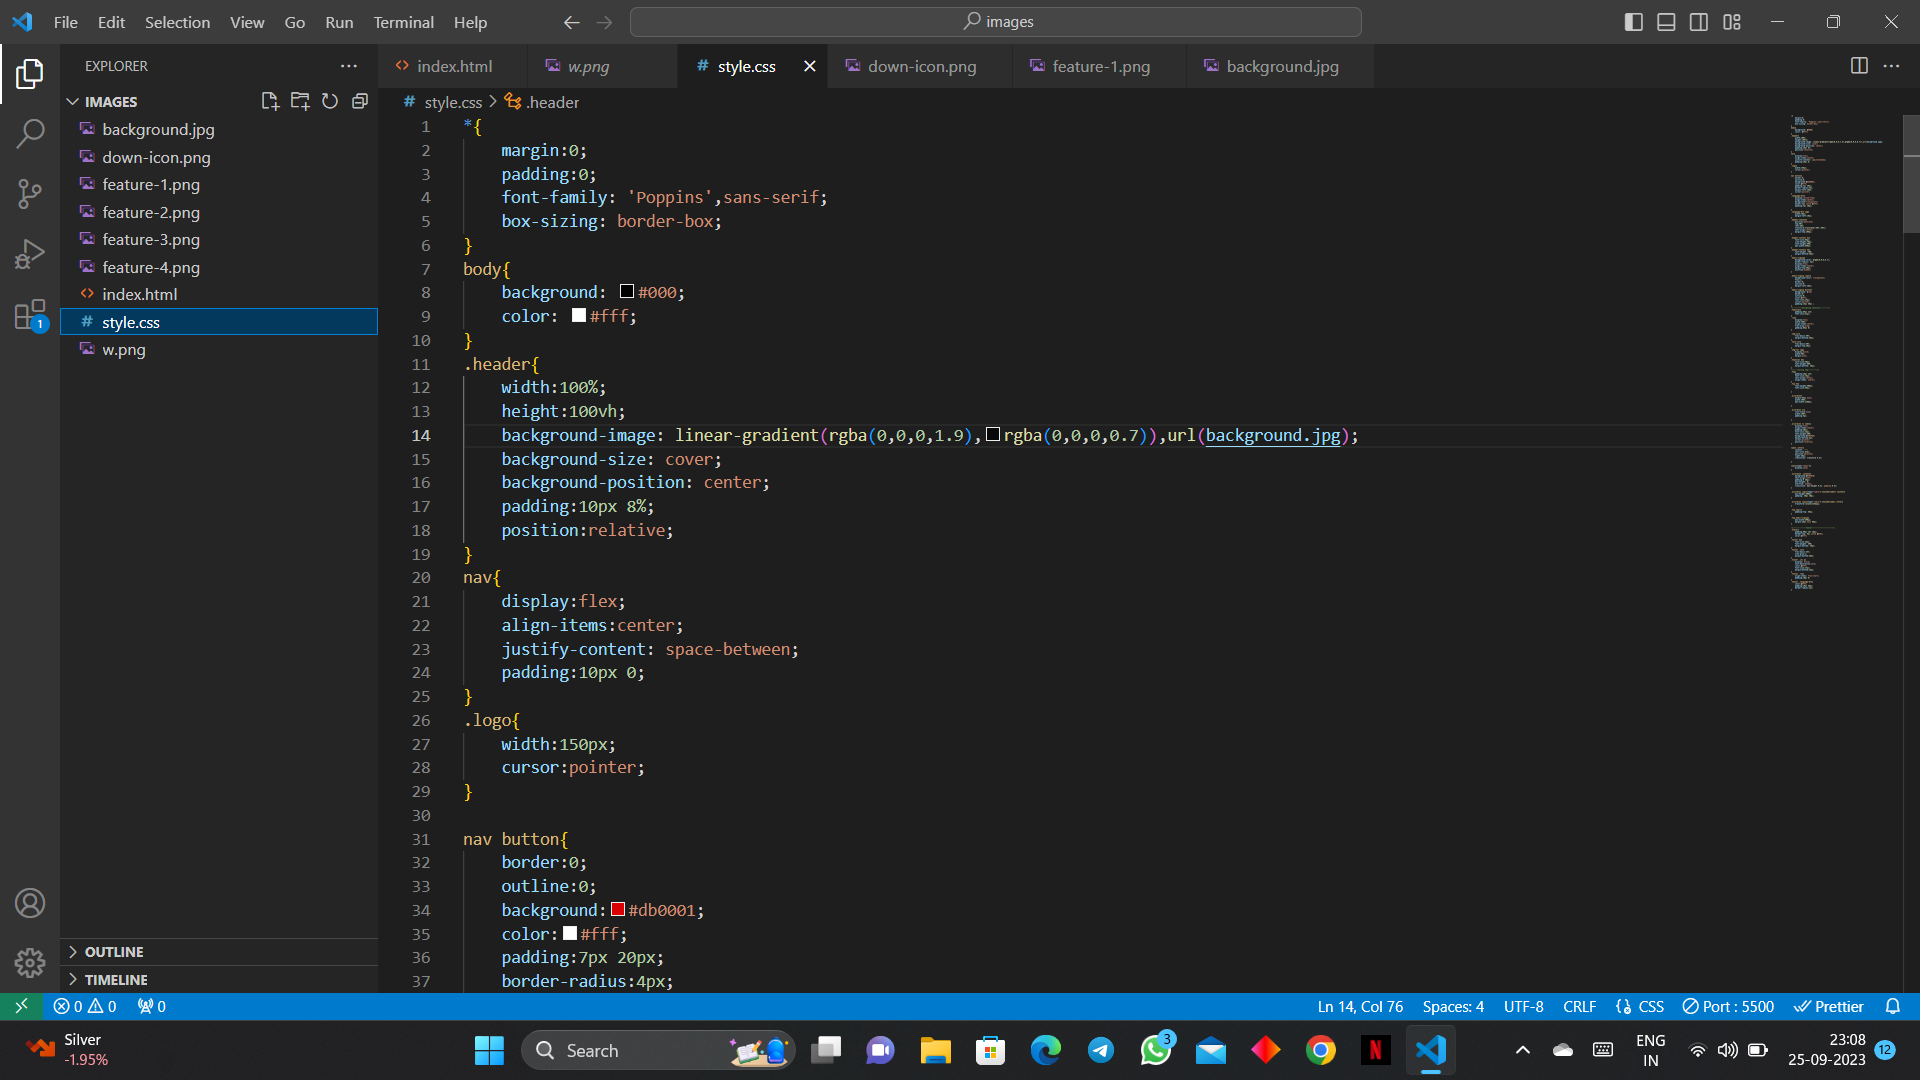 File Edit Selection View Go Run Terminal Help
images
EXPLORER
index.html
w.png
style.css
down-icon.png
feature-1.png
background.jpg
IMAGES
background.jpg
down-icon.png
feature-1.png
feature-2.png
feature-3.png
feature-4.png
index.html
style.css
w.png
OUTLINE
TIMELINE
1
# style.css > .header
1 *{
2 margin:0;
3 padding:0;
4 font-family: 'Poppins',sans-serif;
5 box-sizing: border-box;
6 }
7 body{
8 background: #000;
9 color: #fff;
10 }
11 .header{
12 width:100%;
13 height:100vh;
14 background-image: linear-gradient(rgba(0,0,0,1.9),rgba(0,0,0,0.7)),url(background.jpg);
15 background-size: cover;
16 background-position: center;
17 padding:10px 8%;
18 position:relative;
19 }
20 nav{
21 display:flex;
22 align-items:center;
23 justify-content: space-between;
24 padding:10px 0;
25 }
26 .logo{
27 width:150px;
28 cursor:pointer;
29 }
30
31 nav button{
32 border:0;
33 outline:0;
34 background:#db0001;
35 color:#fff;
36 padding:7px 20px;
37 border-radius:4px;
0 0 0
Ln 14, Col 76 Spaces: 4 UTF-8 CRLF CSS Port : 5500 Prettier
Silver
-1.95%
Search
3
N
ENG
IN
23:08
25-09-2023
12